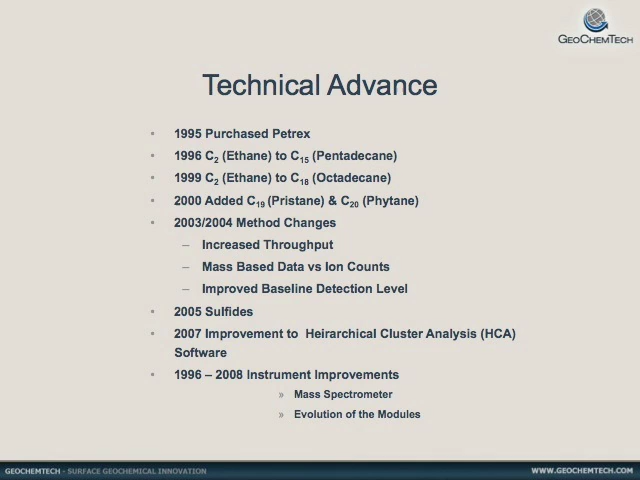 GEOCHEMTECH
Technical Advance
• 1995 Purchased Petrex
• 1996 C2 (Ethane) to C15 (Pentadecane)
• 1999 C2 (Ethane) to C18 (Octadecane)
• 2000 Added C19 (Pristane) & C20 (Phytane)
• 2003/2004 Method Changes
– Increased Throughput
– Mass Based Data vs Ion Counts
– Improved Baseline Detection Level
• 2005 Sulfides
• 2007 Improvement to Heirarchical Cluster Analysis (HCA)
Software
• 1996 – 2008 Instrument Improvements
» Mass Spectrometer
» Evolution of the Modules
GEOCHEMTECH - SURFACE GEOCHEMICAL INNOVATION
WWW.GEOCHEMTECH.COM